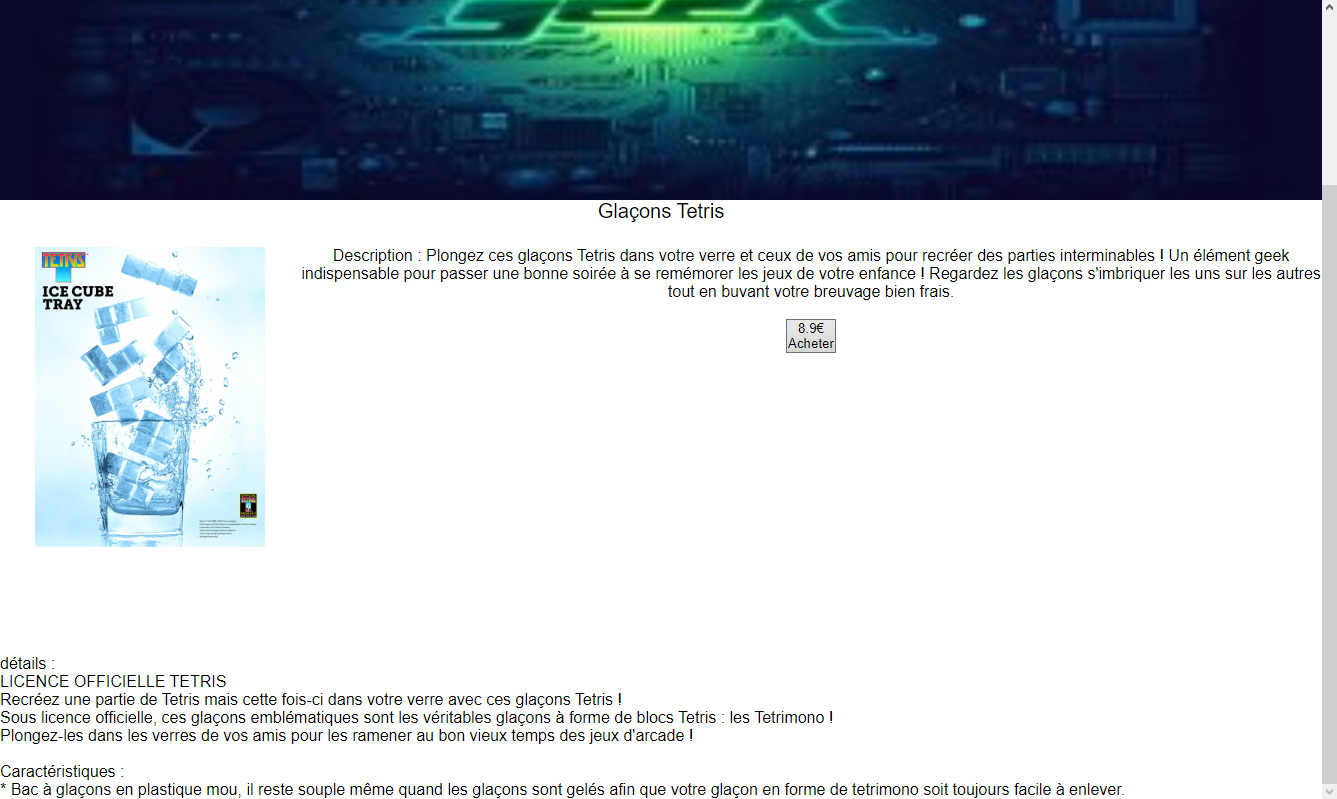 GEEK
Glaçons Tetris
TETRIS
ICE CUBE
TRAY
Description : Plongez ces glaçons Tetris dans votre verre et ceux de vos amis pour recréer des parties interminables ! Un élément geek
indispensable pour passer une bonne soirée à se remémorer les jeux de votre enfance ! Regardez les glaçons s'imbriquer les uns sur les autres
tout en buvant votre breuvage bien frais.
8.9€
Acheter
détails :
LICENCE OFFICIELLE TETRIS
Recréez une partie de Tetris mais cette fois-ci dans votre verre avec ces glaçons Tetris !
Sous licence officielle, ces glaçons emblématiques sont les véritables glaçons à forme de blocs Tetris : les Tetrimono !
Plongez-les dans les verres de vos amis pour les ramener au bon vieux temps des jeux d'arcade !
Caractéristiques :
* Bac à glaçons en plastique mou, il reste souple même quand les glaçons sont gelés afin que votre glaçon en forme de tetrimono soit toujours facile à enlever.